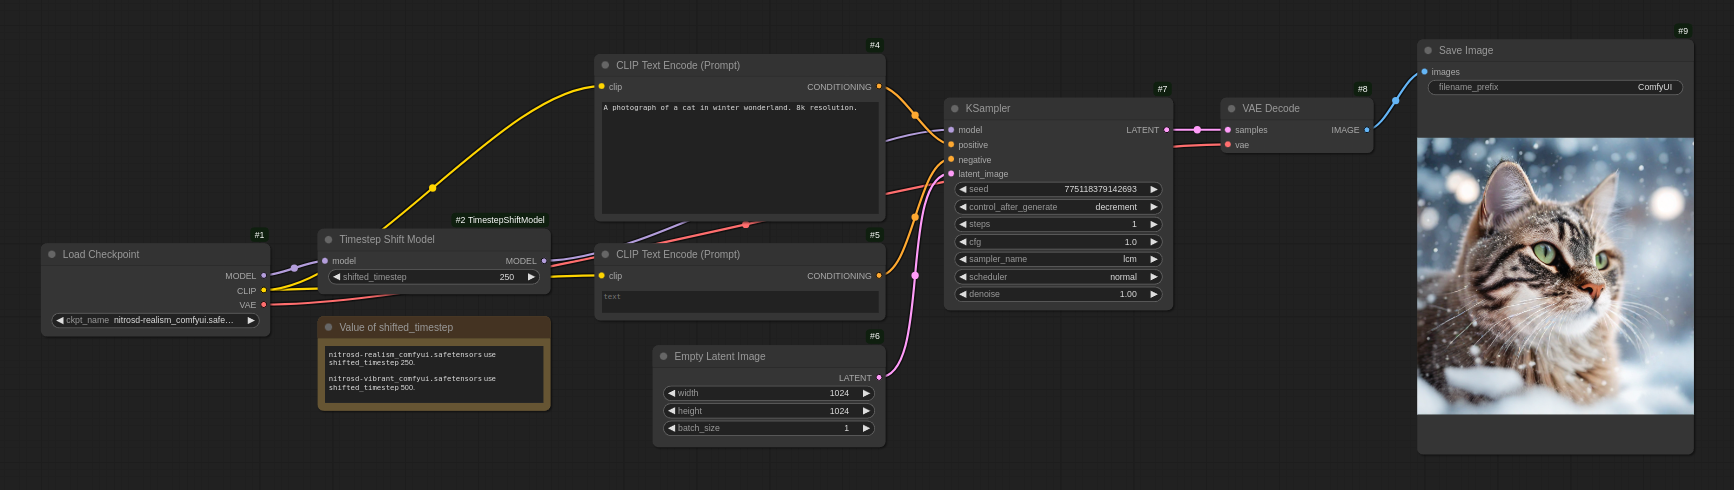 #1
Load Checkpoint
MODEL
CLIP
VAE
ckpt_name nitrosd-realism_comfyui.safe...
#2 TimestepShiftModel
Timestep Shift Model
model MODEL
shifted_timestep 250
Value of shifted_timestep
nitrosd-realism_comfyui.safetensors use
shifted_timestep 250.
nitrosd-vibrant_comfyui.safetensors use
shifted_timestep 500.
#4
CLIP Text Encode (Prompt)
clip CONDITIONING
A photograph of a cat in winter wonderland. 8k resolution.
#5
CLIP Text Encode (Prompt)
clip CONDITIONING
text
#6
Empty Latent Image
LATENT
width 1024
height 1024
batch_size 1
#7
KSampler
model LATENT
positive
negative
latent_image
seed 775118379142693
control_after_generate decrement
steps 1
cfg 1.0
sampler_name lcm
scheduler normal
denoise 1.00
#8
VAE Decode
samples IMAGE
vae
#9
Save Image
images
filename_prefix ComfyUI